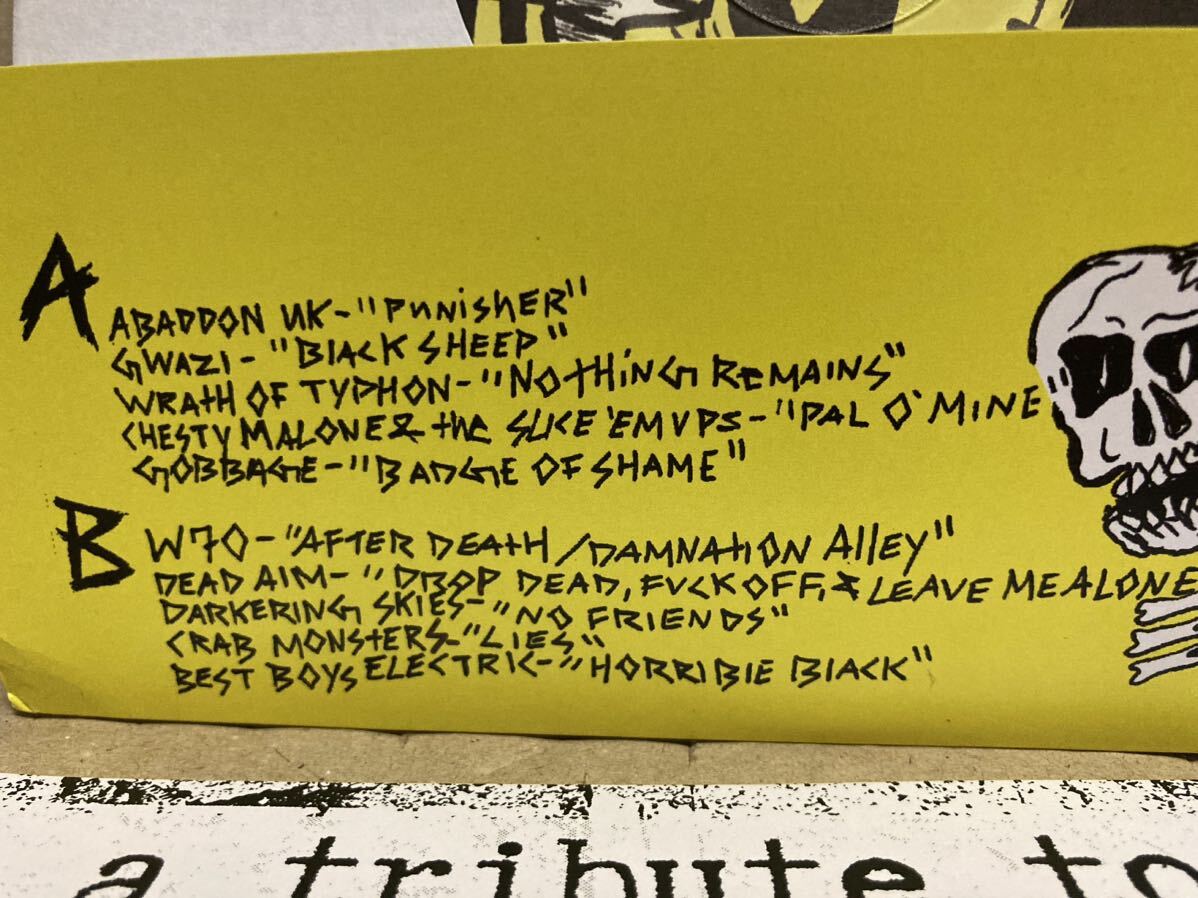 A
ABADDON UK - "PUNISHER"
GWAZI - "BLACK SHEEP"
WRATH OF TYPHON - "NOTHING REMAINS"
CHESTY MALONE & the SLICE 'EM UPS - "PAL O' MINE
GOBBAGE - "BADGE OF SHAME"
B
W70 - "AFTER DEATH / DAMNATION ALLEY"
DEAD AIM - "DROP DEAD, FUCK OFF, & LEAVE ME ALONE
DARKERING SKIES - "NO FRIENDS"
CRAB MONSTERS - "LIES"
BEST BOYS ELECTRIC - "HORRIBLE BLACK"
a tribute to